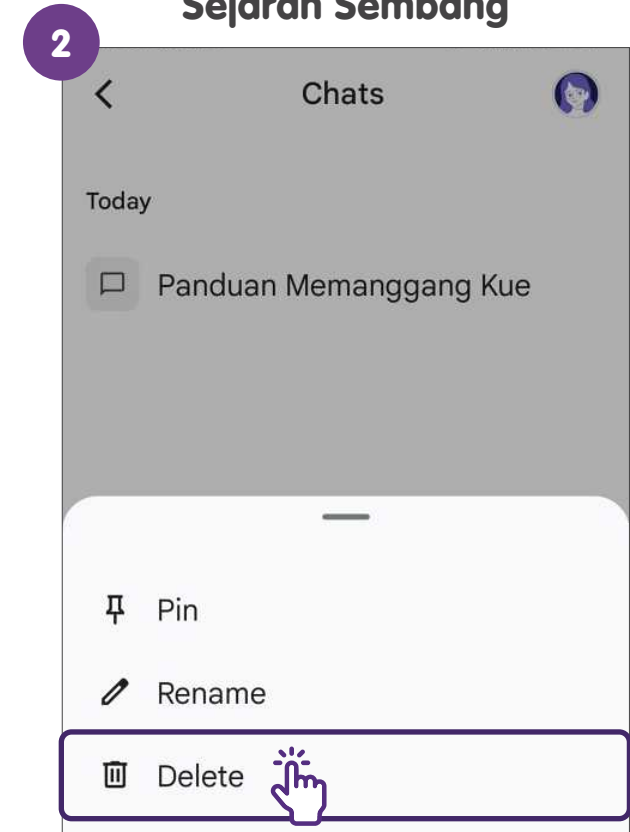 Sejarah Sembang
2
Chats
Today
Panduan Memanggang Kue
Pin
Rename
Delete